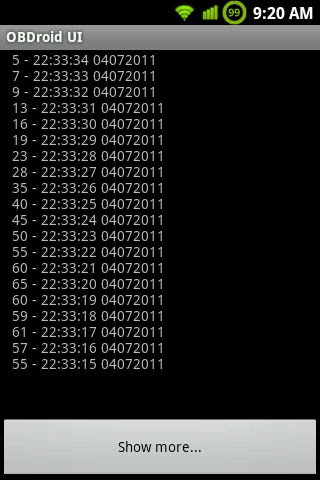 99 9:20 AM
OBDroid UI
5 - 22:33:34 04072011
7 - 22:33:33 04072011
9 - 22:33:32 04072011
13 - 22:33:31 04072011
16 - 22:33:30 04072011
19 - 22:33:29 04072011
23 - 22:33:28 04072011
28 - 22:33:27 04072011
35 - 22:33:26 04072011
40 - 22:33:25 04072011
45 - 22:33:24 04072011
50 - 22:33:23 04072011
55 - 22:33:22 04072011
60 - 22:33:21 04072011
65 - 22:33:20 04072011
60 - 22:33:19 04072011
59 - 22:33:18 04072011
61 - 22:33:17 04072011
57 - 22:33:16 04072011
55 - 22:33:15 04072011
Show more...